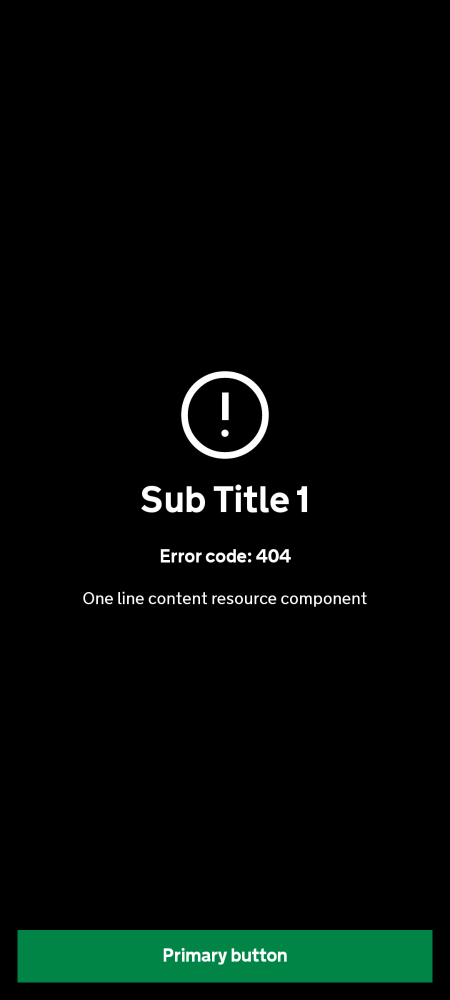 Sub Title 1
Error code: 404
One line content resource component
Primary button